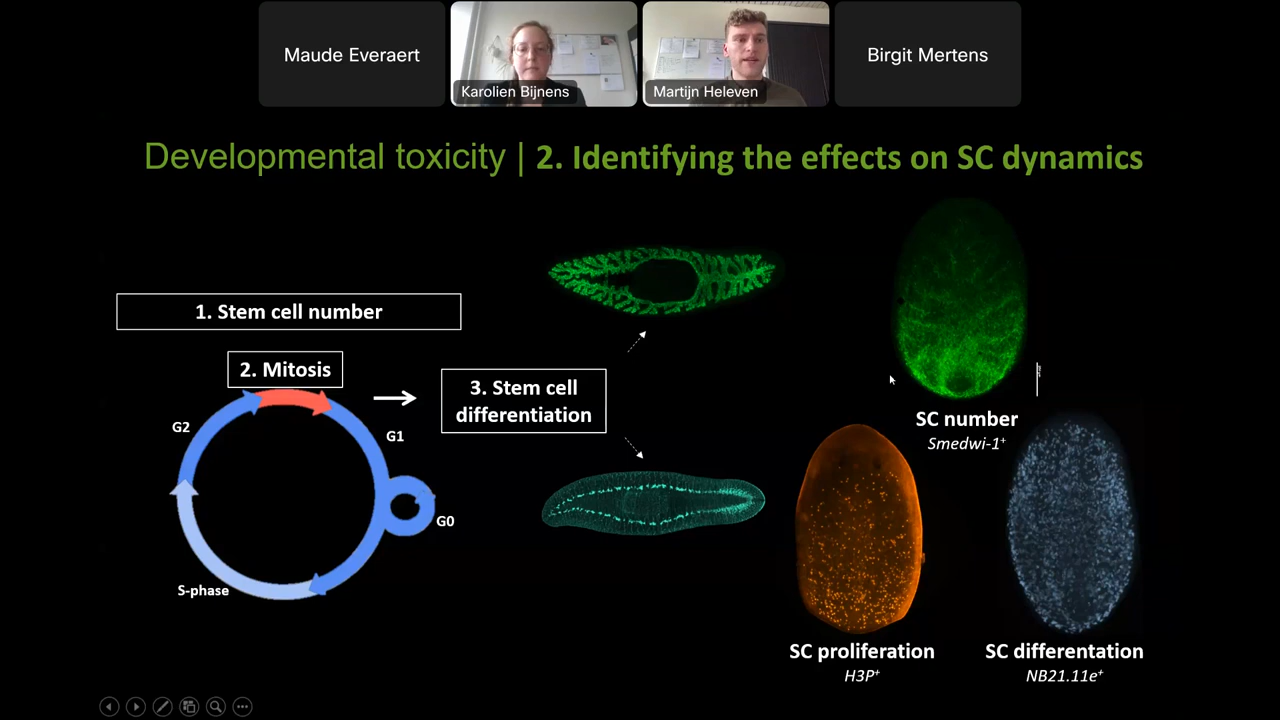 Maude Everaert
Karolien Bijnens
Martijn Heleven
Birgit Mertens
Developmental toxicity | 2. Identifying the effects on SC dynamics
1. Stem cell number
2. Mitosis
G2
G1
G0
S-phase
3. Stem cell
differentiation
SC number
Smedwi-1+
SC proliferation
H3P+
SC differentation
NB21.11e+